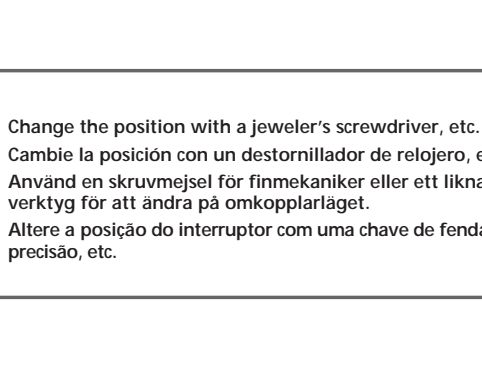 Change the position with a jeweler's screwdriver, etc.
Cambie la posición con un destornillador de relojero,
Använd en skruvmejsel för finmekaniker eller ett
verktyg för att ändra på omkopplarläget.
Altere a posição do interruptor com uma chave de
precisão, etc.